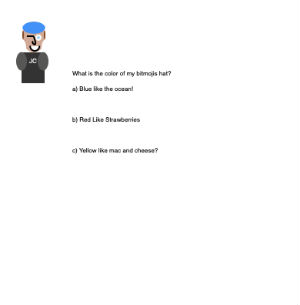 JC
What is the color of my bitmojis hat?
a) Blue like the ocean!
b) Red Like Strawberries
c) Yellow like mac and cheese?